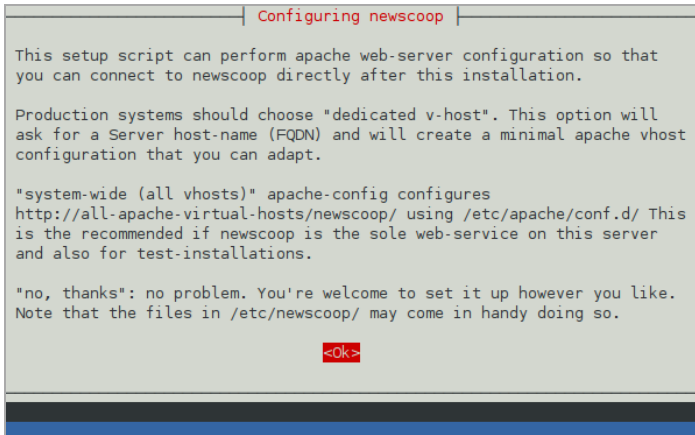 Configuring newscoop
This setup script can perform apache web-server configuration so that
you can connect to newscoop directly after this installation.
Production systems should choose "dedicated v-host". This option will
ask for a Server host-name (FQDN) and will create a minimal apache vhost
configuration that you can adapt.
"system-wide (all vhosts)" apache-config configures
http://all-apache-virtual-hosts/newscoop/ using /etc/apache/conf.d/ This
is the recommended if newscoop is the sole web-service on this server
and also for test-installations.
"no, thanks": no problem. You're welcome to set it up however you like.
Note that the files in /etc/newscoop/ may come in handy doing so.
<Ok>